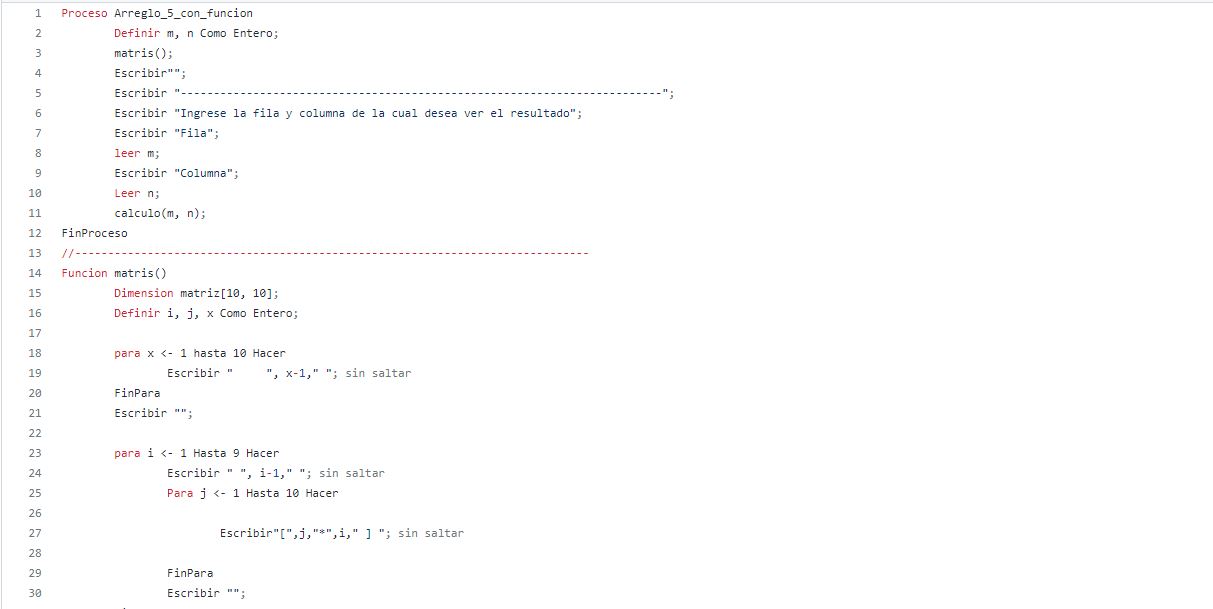 1 Proceso Arreglo_5_con_funcion
2 Definir m, n Como Entero;
3 matris();
4 Escribir"";
5 Escribir "-------------------------------------------------------------------------";
6 Escribir "Ingrese la fila y columna de la cual desea ver el resultado";
7 Escribir "Fila";
8 leer m;
9 Escribir "Columna";
10 Leer n;
11 calculo(m, n);
12 FinProceso
13 //------------------------------------------------------------------------------
14 Funcion matris()
15 Dimension matriz[10, 10];
16 Definir i, j, x Como Entero;
17
18 para x <- 1 hasta 10 Hacer
19 Escribir "     ", x-1," "; sin saltar
20 FinPara
21 Escribir "";
22
23 para i <- 1 Hasta 9 Hacer
24 Escribir " ", i-1," "; sin saltar
25 Para j <- 1 Hasta 10 Hacer
26
27 Escribir"[",j,"*",i," ] "; sin saltar
28
29 FinPara
30 Escribir "";